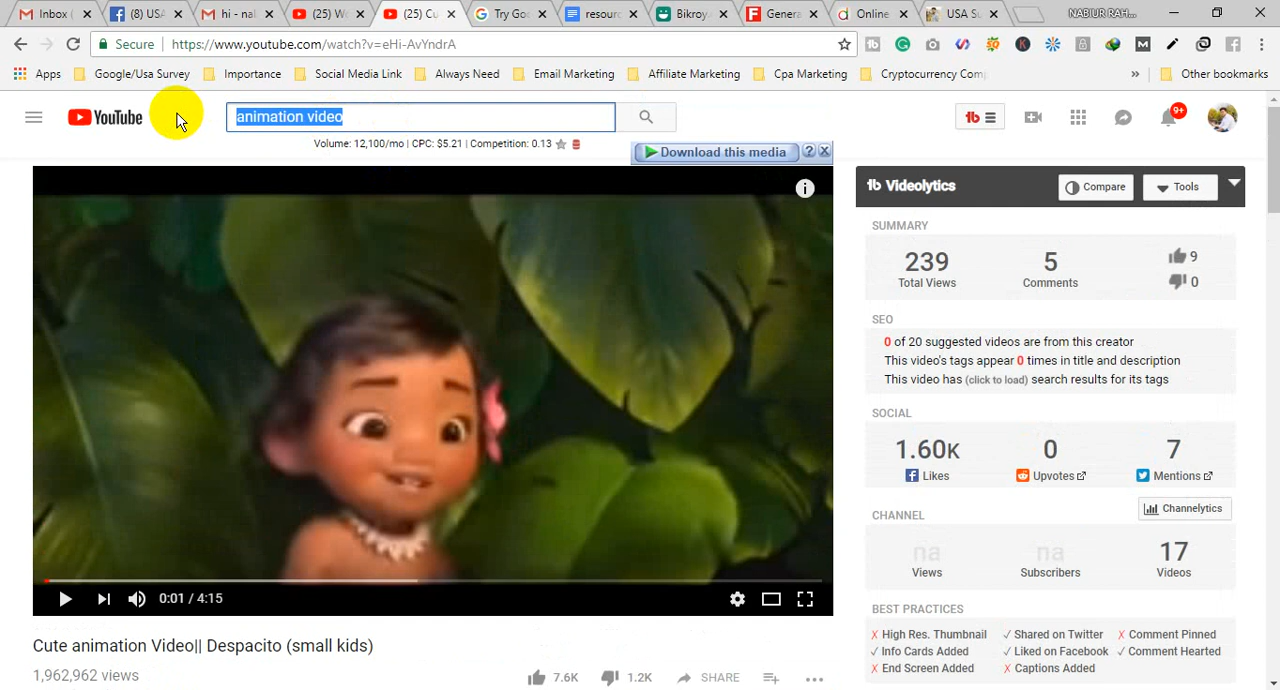 Inbox (
(8) USA
hi - nal
(25) Wo
(25) Cu
Try Goo
resourc
Bikroy.
Genera
Online
USA Su
NABIUR RAH...
Secure
https://www.youtube.com/watch?v=eHi-AvYndrA
Apps
Google/Usa Survey
Importance
Social Media Link
Always Need
Email Marketing
Affiliate Marketing
Cpa Marketing
Cryptocurrency Com
»
Other bookmarks
YouTube
animation video
9+
Volume: 12,100/mo | CPC: $5.21 | Competition: 0.13
Download this media
Videolytics
Compare
Tools
SUMMARY
239
5
9
Total Views
Comments
0
SEO
0 of 20 suggested videos are from this creator
This video's tags appear 0 times in title and description
This video has (click to load) search results for its tags
SOCIAL
1.60K
0
7
Likes
Upvotes
Mentions
CHANNEL
Channelytics
na
na
17
Views
Subscribers
Videos
BEST PRACTICES
X High Res. Thumbnail
✓ Shared on Twitter
X Comment Pinned
✓ Info Cards Added
✓ Liked on Facebook
✓ Comment Hearted
X End Screen Added
X Captions Added
0:01 / 4:15
Cute animation Video|| Despacito (small kids)
1,962,962 views
7.6K
1.2K
SHARE